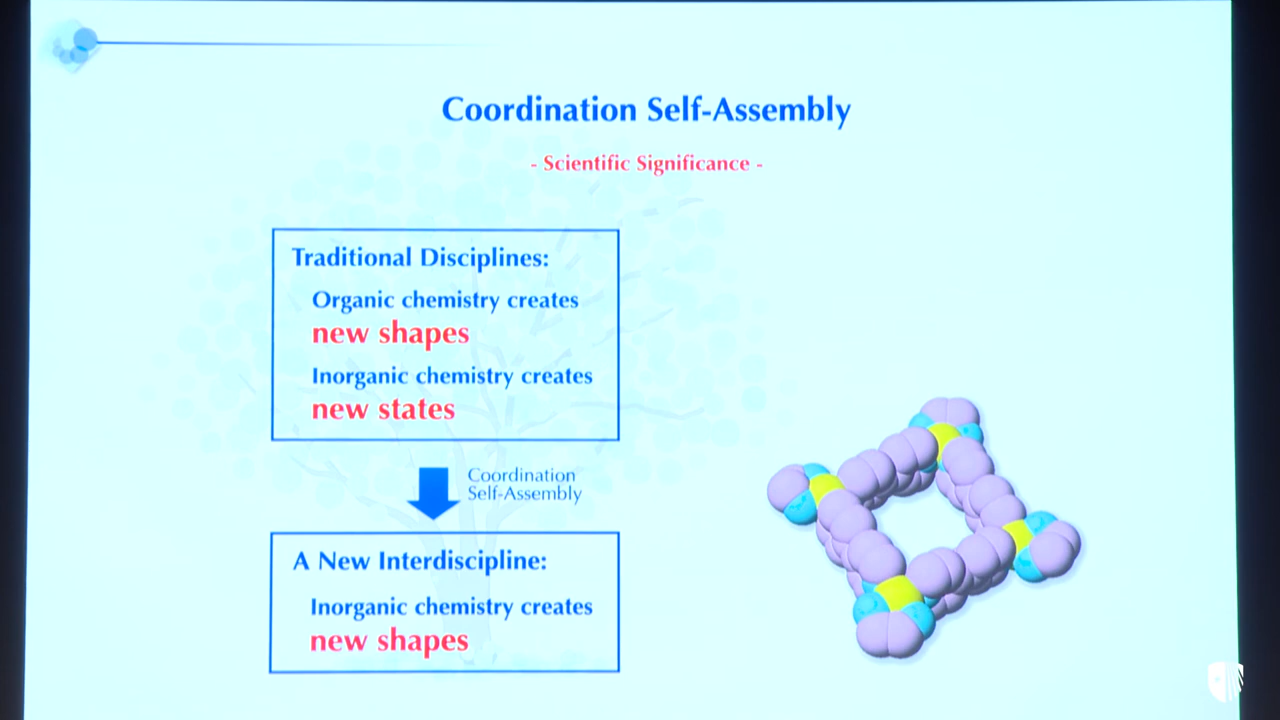 Coordination Self-Assembly
- Scientific Significance -
Traditional Disciplines:
Organic chemistry creates
new shapes
Inorganic chemistry creates
new states
Coordination
Self-Assembly
A New Interdiscipline:
Inorganic chemistry creates
new shapes